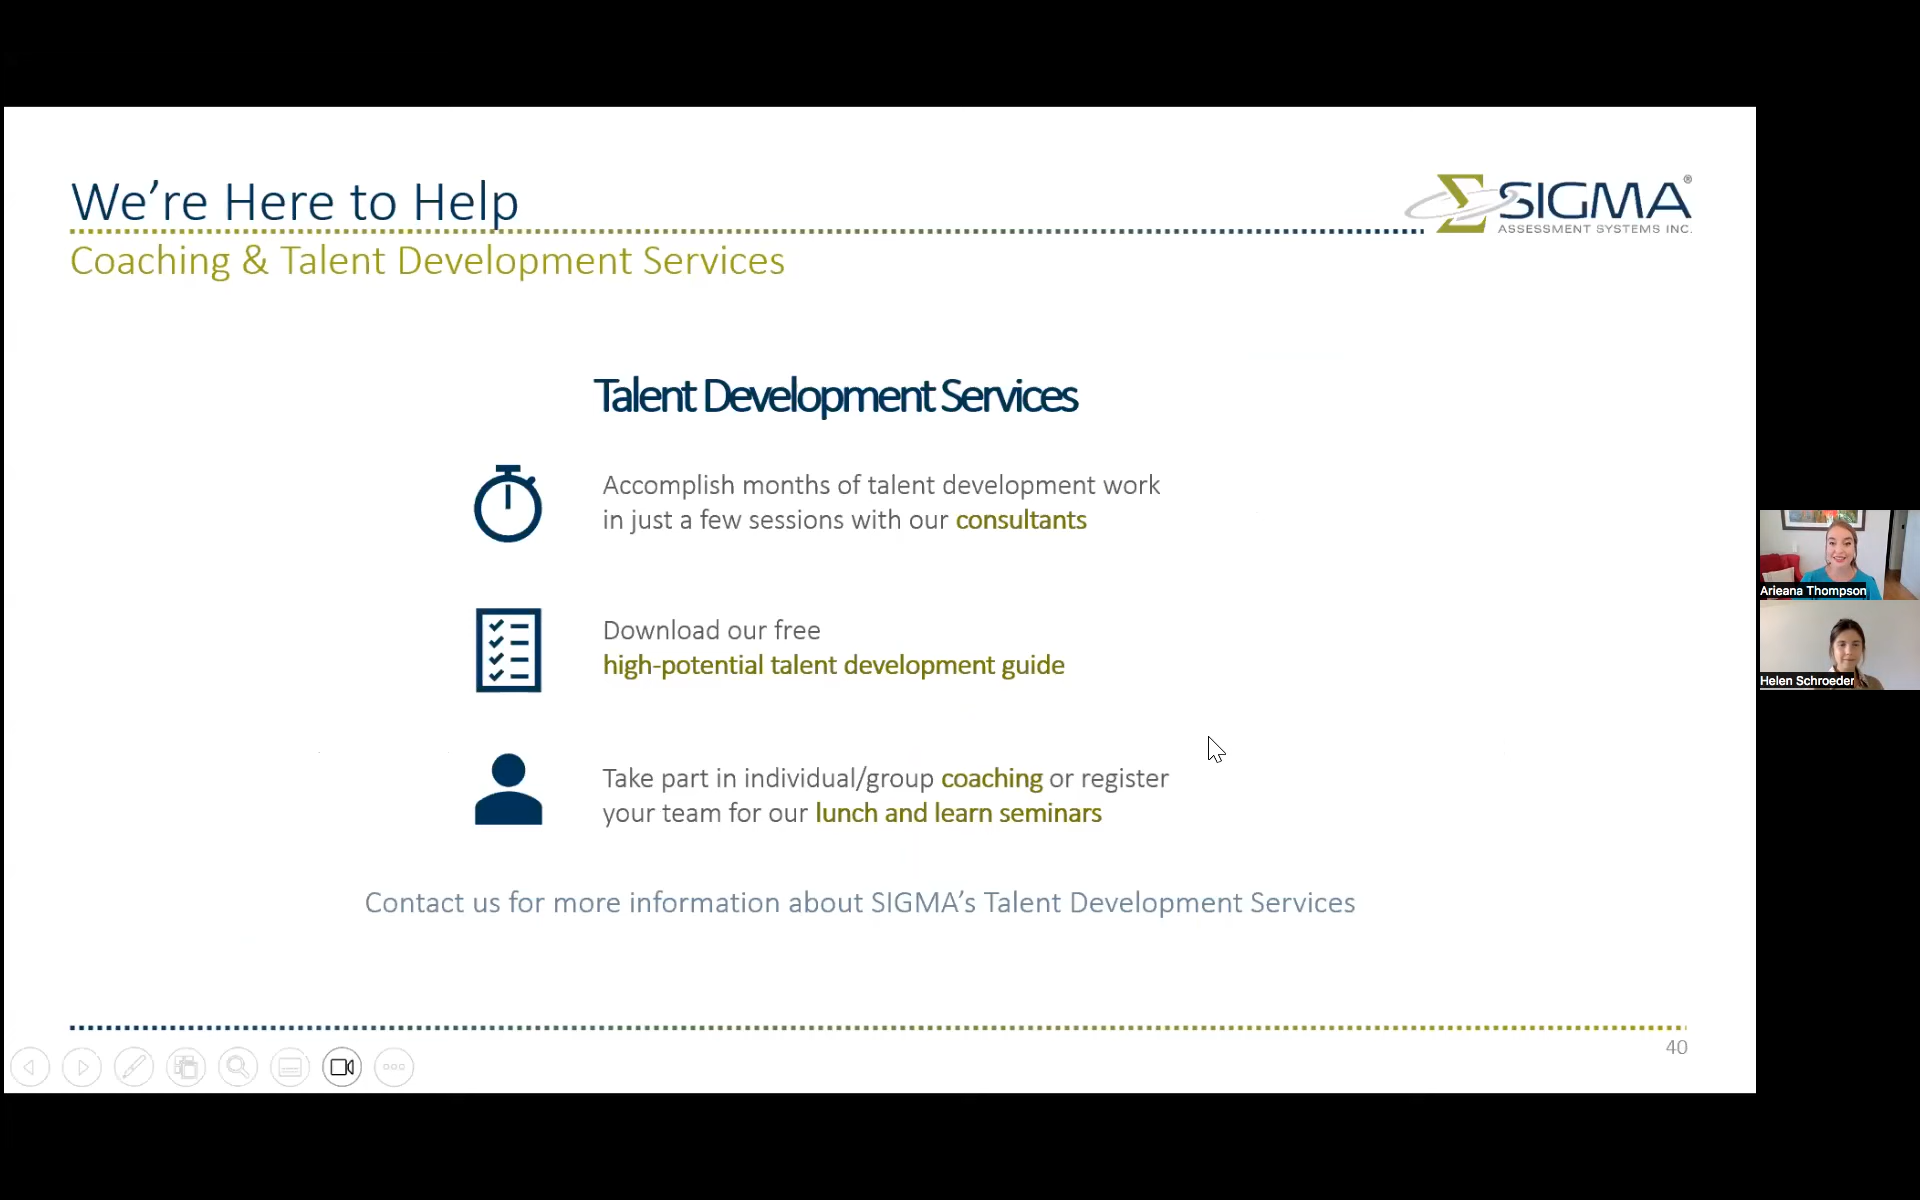 We're Here to Help
SIGMA®
ASSESSMENT SYSTEMS INC.
Coaching & Talent Development Services
Talent Development Services
Accomplish months of talent development work
in just a few sessions with our consultants
Download our free
high-potential talent development guide
Take part in individual/group coaching or register
your team for our lunch and learn seminars
Contact us for more information about SIGMA's Talent Development Services
40
Arieana Thompson
Helen Schroeder